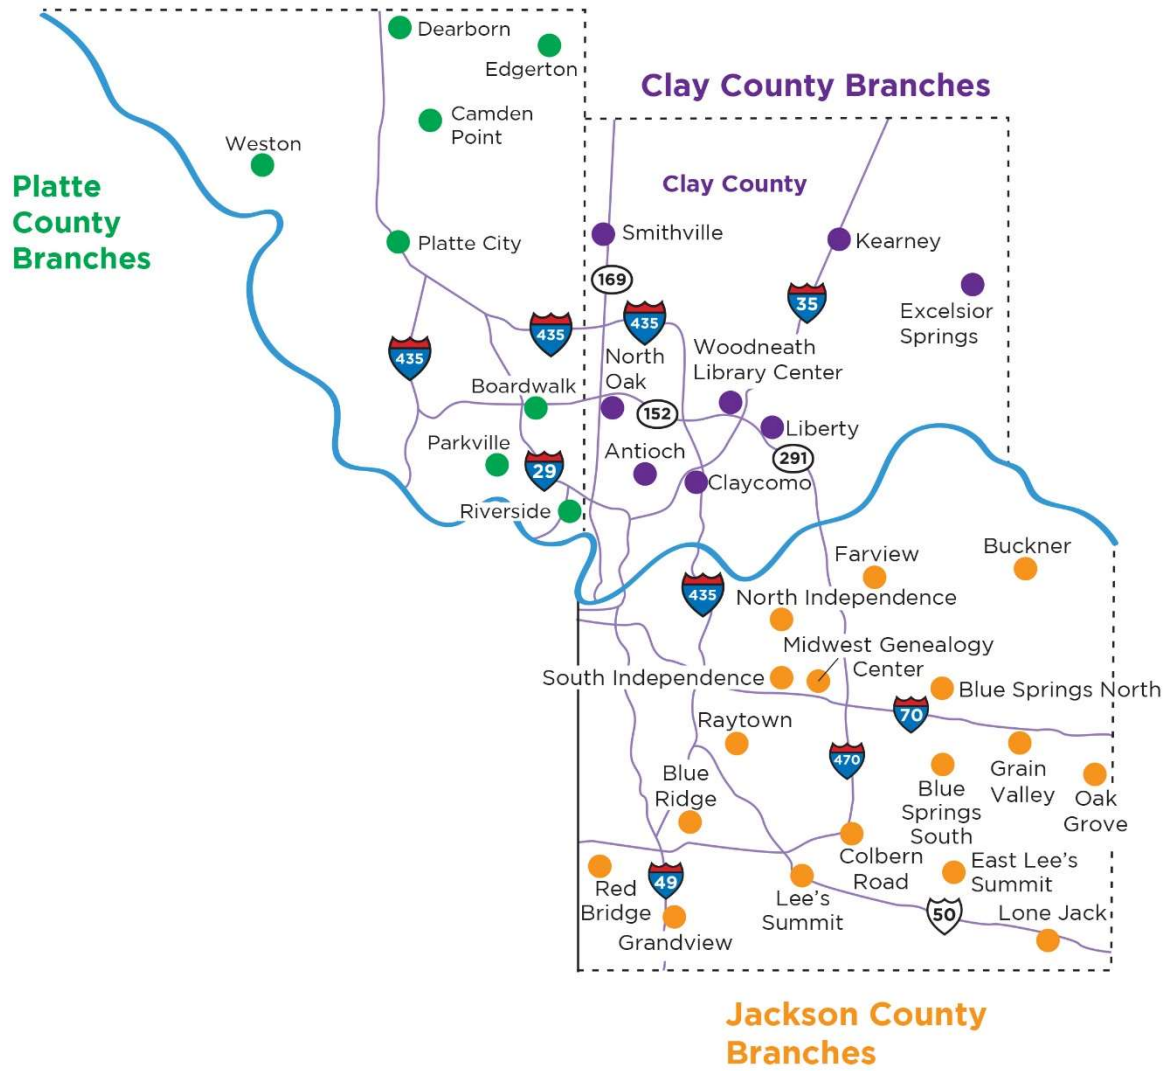 Dearborn
Edgerton
Clay County Branches
Camden
Point
Weston
Platte
County
Branches
Clay County
Smithville
Kearney
Platte City
169
35
Excelsior
Springs
435
435
435
North
Oak
Woodneath
Library Center
Boardwalk
152
Liberty
Parkville
Antioch
291
29
Claycomo
Riverside
Farview
Buckner
435
North Independence
Midwest Genealogy
Center
South Independence
Blue Springs North
70
Raytown
470
Blue
Ridge
Grain
Valley
Blue
Springs
South
Oak
Grove
Colbern
Road
East Lee's
Summit
49
Red
Bridge
Lee's
Summit
50
Lone Jack
Grandview
Jackson County
Branches